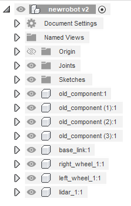 newrobot v2
Document Settings
Named Views
Origin
Joints
Sketches
old_component:1
old_component (1):1
old_component (2):1
old_component (3):1
base_link:1
right_wheel_1:1
left_wheel_1:1
lidar_1:1